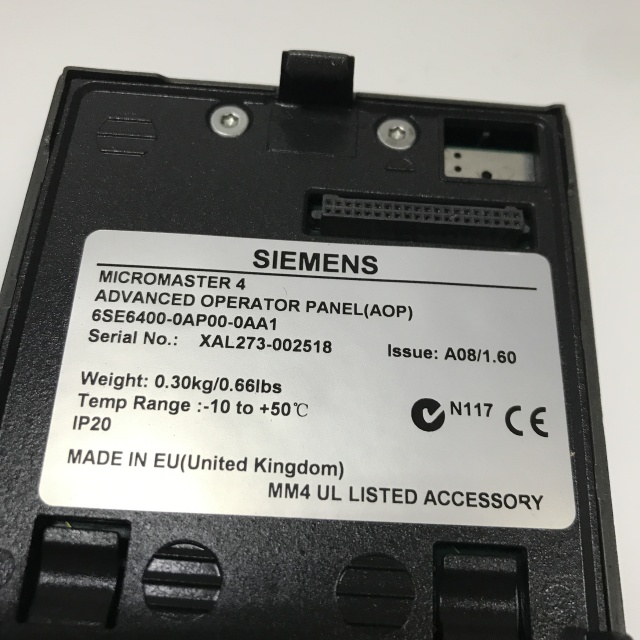 SIEMENS
MICROMASTER 4
ADVANCED OPERATOR PANEL(AOP)
6SE6400-0AP00-0AA1
Serial No.: XAL273-002518 Issue: A08/1.60
Weight: 0.30kg/0.66lbs
Temp Range :-10 to +50℃
N117 CE
IP20
MADE IN EU(United Kingdom)
MM4 UL LISTED ACCESSORY